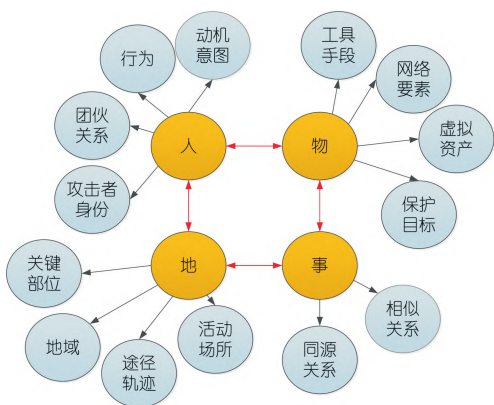 动机
意图
行为
团伙
关系
攻击者
身份
人
工具
手段
网络
要素
虚拟
资产
保护
目标
物
地
关键
部位
地域
途径
轨迹
活动
场所
事
相似
关系
同源
关系